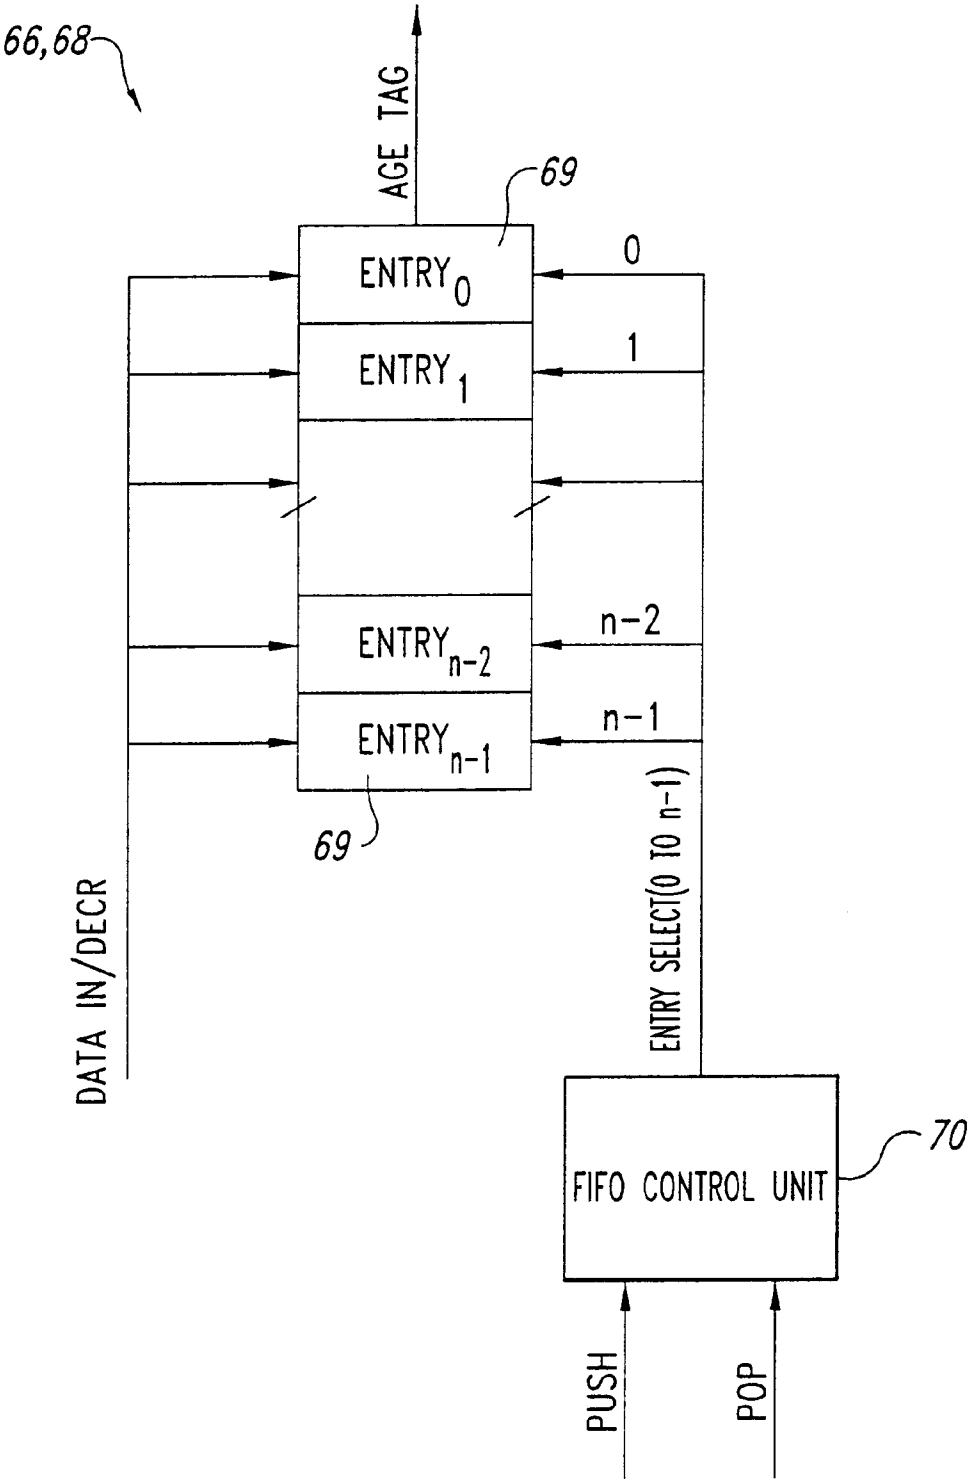 66,68
AGE TAG
69
ENTRY0
0
ENTRY1
1
ENTRYn-2
n-2
ENTRYn-1
n-1
69
DATA IN/DECR
ENTRY SELECT(0 TO n-1)
FIFO CONTROL UNIT
70
PUSH
POP